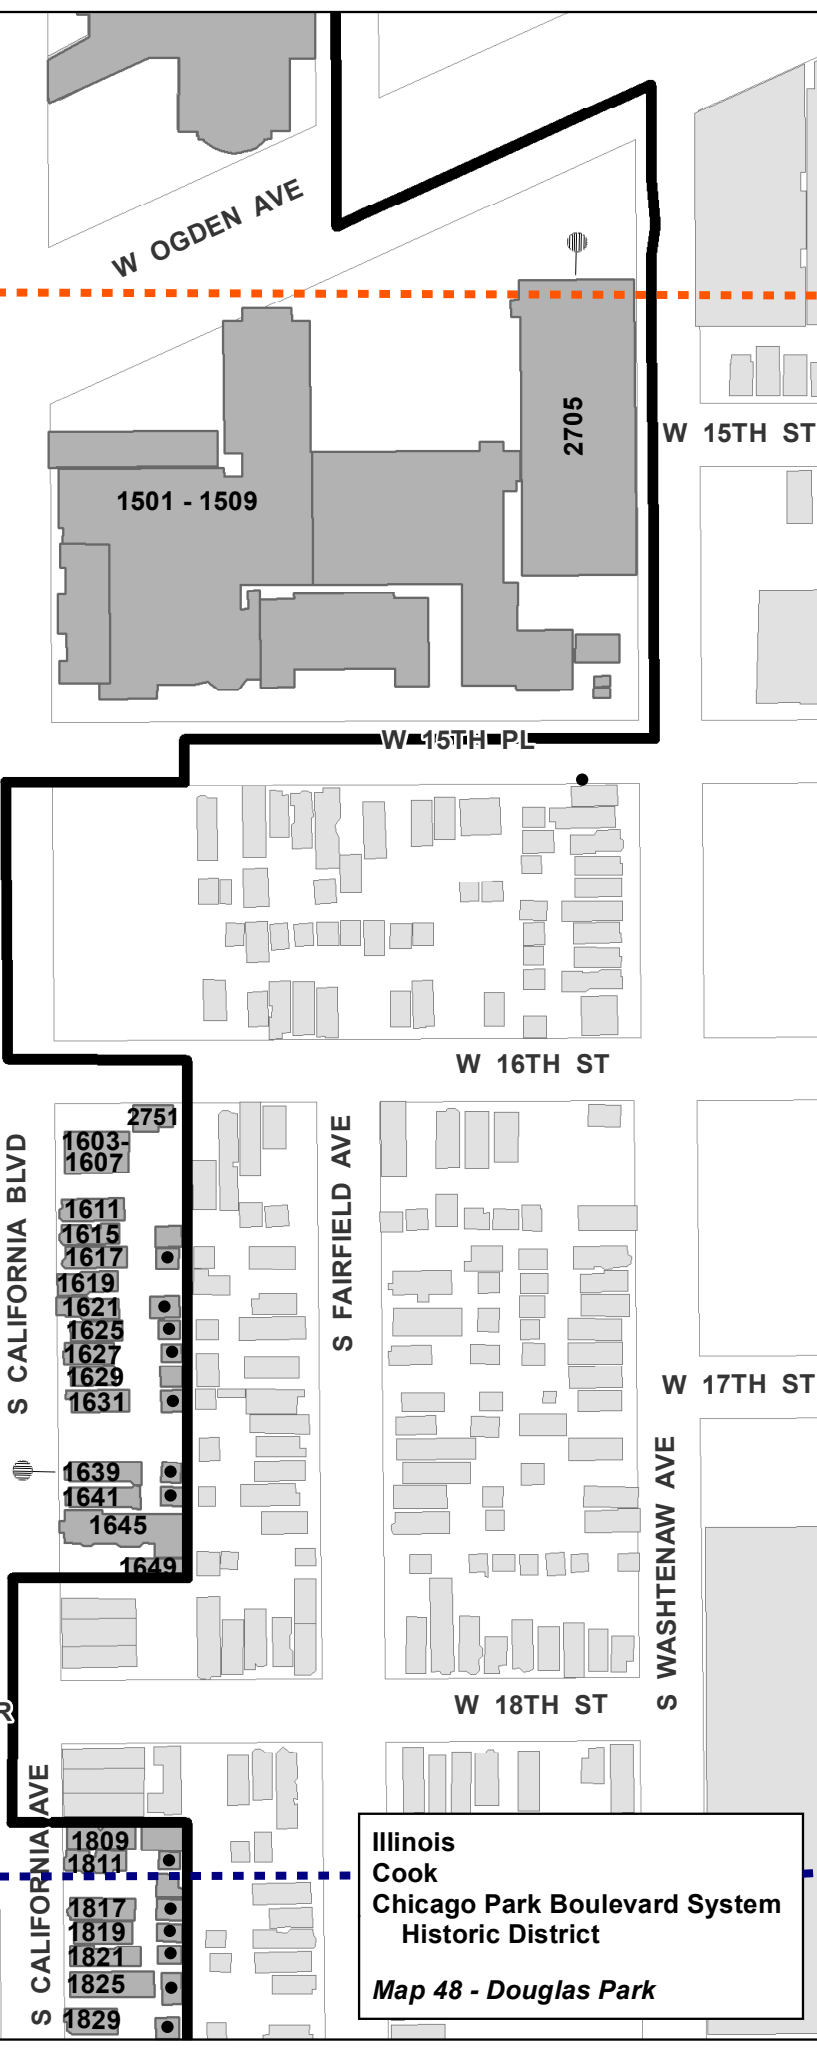 W OGDEN AVE
2705
W 15TH ST
1501 - 1509
W 15TH PL
W 16TH ST
2751
1603-
1607
1611
1615
1617
1619
1621
1625
1627
1629
1631
1639
1641
1645
1649
S CALIFORNIA BLVD
S FAIRFIELD AVE
W 17TH ST
S WASHTENAW AVE
W 18TH ST
R
S CALIFORNIA AVE
1809
1811
1817
1819
1821
1825
1829
Illinois
Cook
Chicago Park Boulevard System
Historic District
Map 48 - Douglas Park